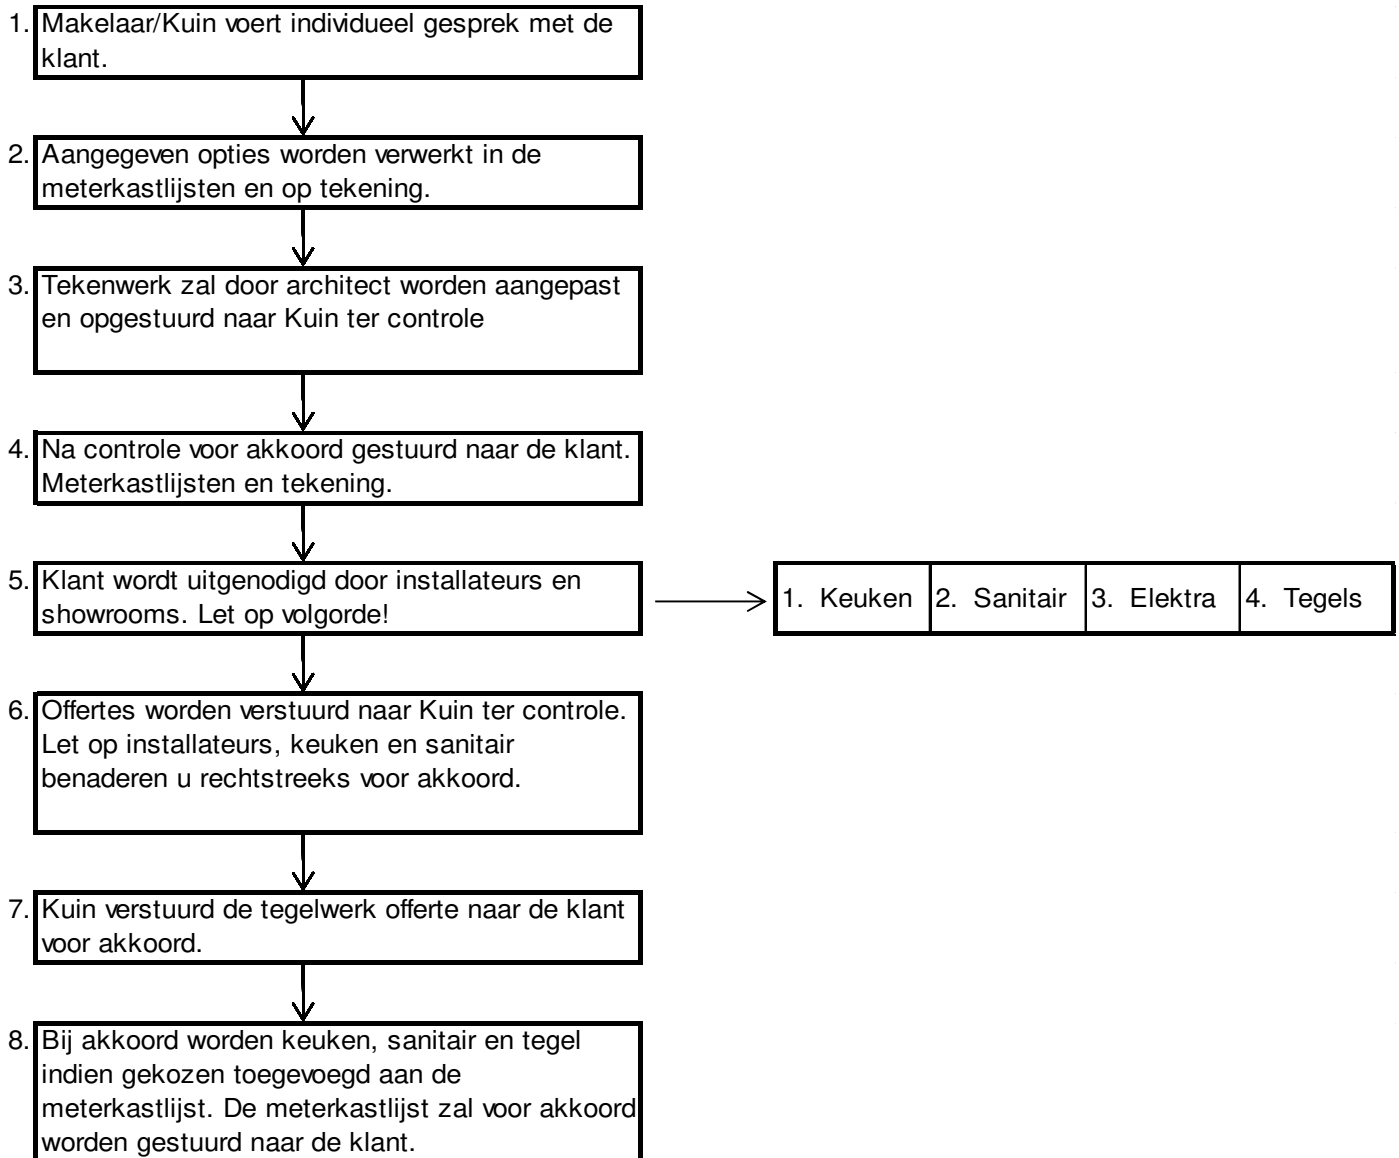 1. Makelaar/Kuin voert individueel gesprek met de
klant.
2. Aangegeven opties worden verwerkt in de
meterkastlijsten en op tekening.
3. Tekenwerk zal door architect worden aangepast
en opgestuurd naar Kuin ter controle
4. Na controle voor akkoord gestuurd naar de klant.
Meterkastlijsten en tekening.
5. Klant wordt uitgenodigd door installateurs en
showrooms. Let op volgorde!
1. Keuken 2. Sanitair 3. Elektra 4. Tegels
6. Offertes worden verstuurd naar Kuin ter controle.
Let op installateurs, keuken en sanitair
benaderen u rechtstreeks voor akkoord.
7. Kuin verstuurd de tegelwerk offerte naar de klant
voor akkoord.
8. Bij akkoord worden keuken, sanitair en tegel
indien gekozen toegevoegd aan de
meterkastlijst. De meterkastlijst zal voor akkoord
worden gestuurd naar de klant.